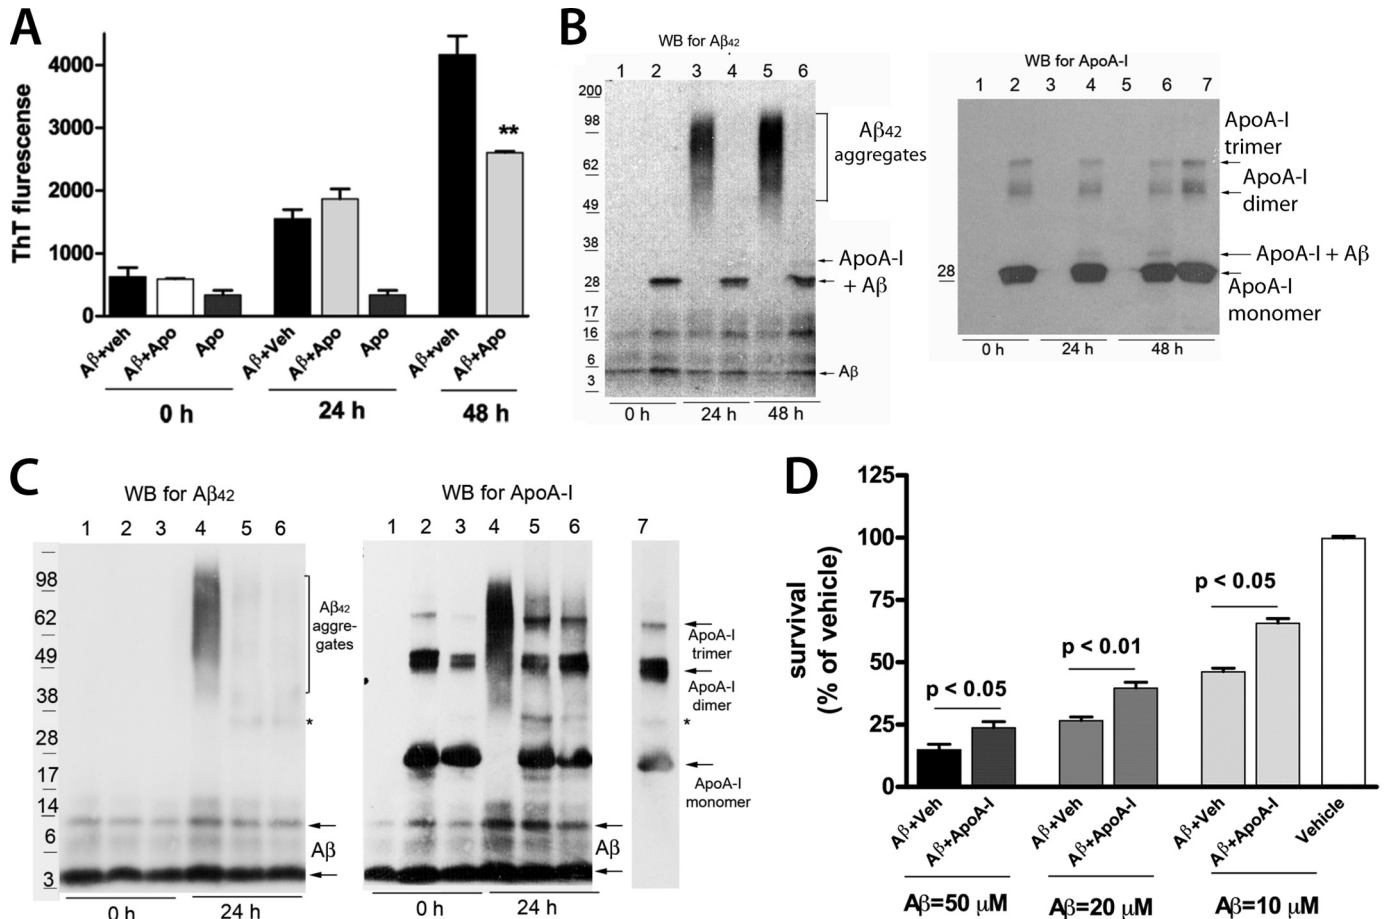 A
ThT flurescense
4000
3000
2000
1000
0
Aβ+veh
Aβ+Apo
Apo
Aβ+Veh
Aβ+Apo
Apo
Aβ+veh
Aβ+Apo
**
0 h
24 h
48 h
B
WB for Aβ42
1 2 3 4 5 6
200
98
62
49
38
28
17
16
6
3
Aβ42
aggregates
ApoA-I
+ Aβ
Aβ
0 h
24 h
48 h
WB for ApoA-I
1 2 3 4 5 6 7
28
ApoA-I
trimer
ApoA-I
dimer
ApoA-I + Aβ
ApoA-I
monomer
0 h
24 h
48 h
C
WB for Aβ42
1 2 3 4 5 6
98
62
49
38
28
17
14
6
3
Aβ42
aggre-
gates
*
Aβ
0 h
24 h
WB for ApoA-I
1 2 3 4 5 6 7
ApoA-I
trimer
ApoA-I
dimer
*
ApoA-I
monomer
Aβ
0 h
24 h
D
survival
(% of vehicle)
125
100
75
50
25
0
p < 0.05
p < 0.01
p < 0.05
Aβ+Veh
Aβ+ApoA-I
Aβ+Veh
Aβ+ApoA-I
Aβ+Veh
Aβ+ApoA-I
Vehicle
Aβ=50 μM
Aβ=20 μM
Aβ=10 μM